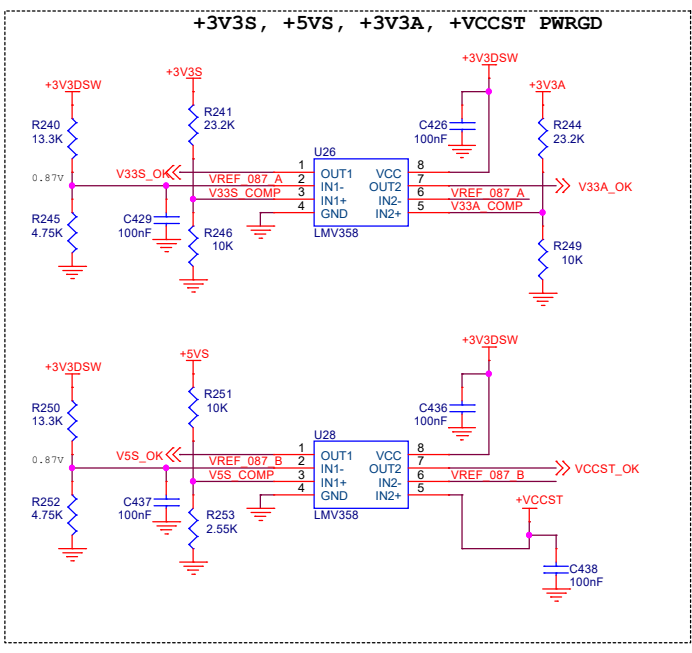 +3V3S, +5VS, +3V3A, +VCCST PWRGD
+3V3DSW
+3V3S
+3V3DSW
+3V3A
R240
13.3K
R241
23.2K
C426
100nF
R244
23.2K
U26
0.87V
V33S_OK
1
OUT1
VCC
8
VREF_087_A
2
IN1-
OUT2
7
V33A_OK
V33S_COMP
3
IN1+
IN2-
6
VREF_087_A
4
GND
IN2+
5
V33A_COMP
LMV358
R245
4.75K
C429
100nF
R246
10K
R249
10K
+3V3DSW
+5VS
+3V3DSW
R250
13.3K
R251
10K
C436
100nF
U28
0.87V
V5S_OK
1
OUT1
VCC
8
VREF_087_B
2
IN1-
OUT2
7
VCCST_OK
V5S_COMP
3
IN1+
IN2-
6
VREF_087_B
4
GND
IN2+
5
LMV358
+VCCST
R252
4.75K
C437
100nF
R253
2.55K
C438
100nF